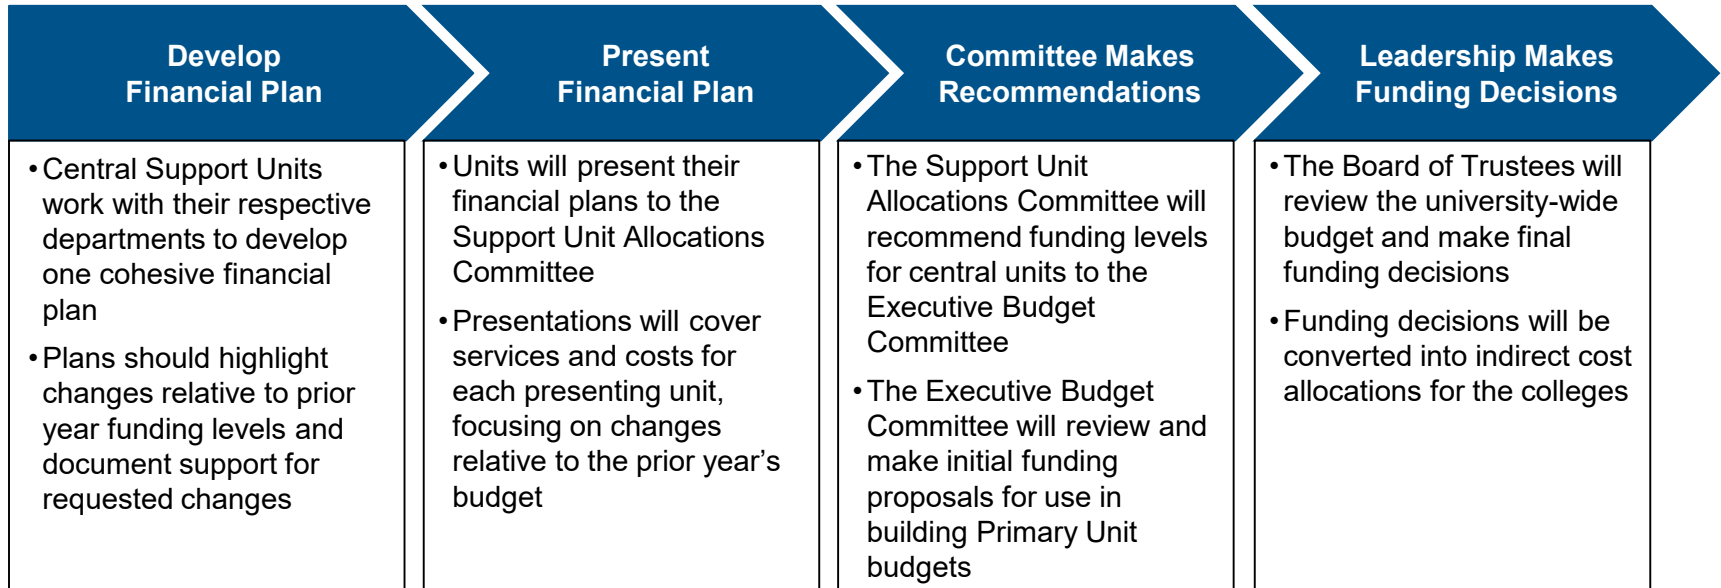 Develop
Financial Plan
• Central Support Units
work with their respective
departments to develop
one cohesive financial
plan
• Plans should highlight
changes relative to prior
year funding levels and
document support for
requested changes
Present
Financial Plan
• Units will present their
financial plans to the
Support Unit Allocations
Committee
• Presentations will cover
services and costs for
each presenting unit,
focusing on changes
relative to the prior year’s
budget
Committee Makes
Recommendations
• The Support Unit
Allocations Committee will
recommend funding levels
for central units to the
Executive Budget
Committee
• The Executive Budget
Committee will review and
make initial funding
proposals for use in
building Primary Unit
budgets
Leadership Makes
Funding Decisions
• The Board of Trustees will
review the university-wide
budget and make final
funding decisions
• Funding decisions will be
converted into indirect cost
allocations for the colleges